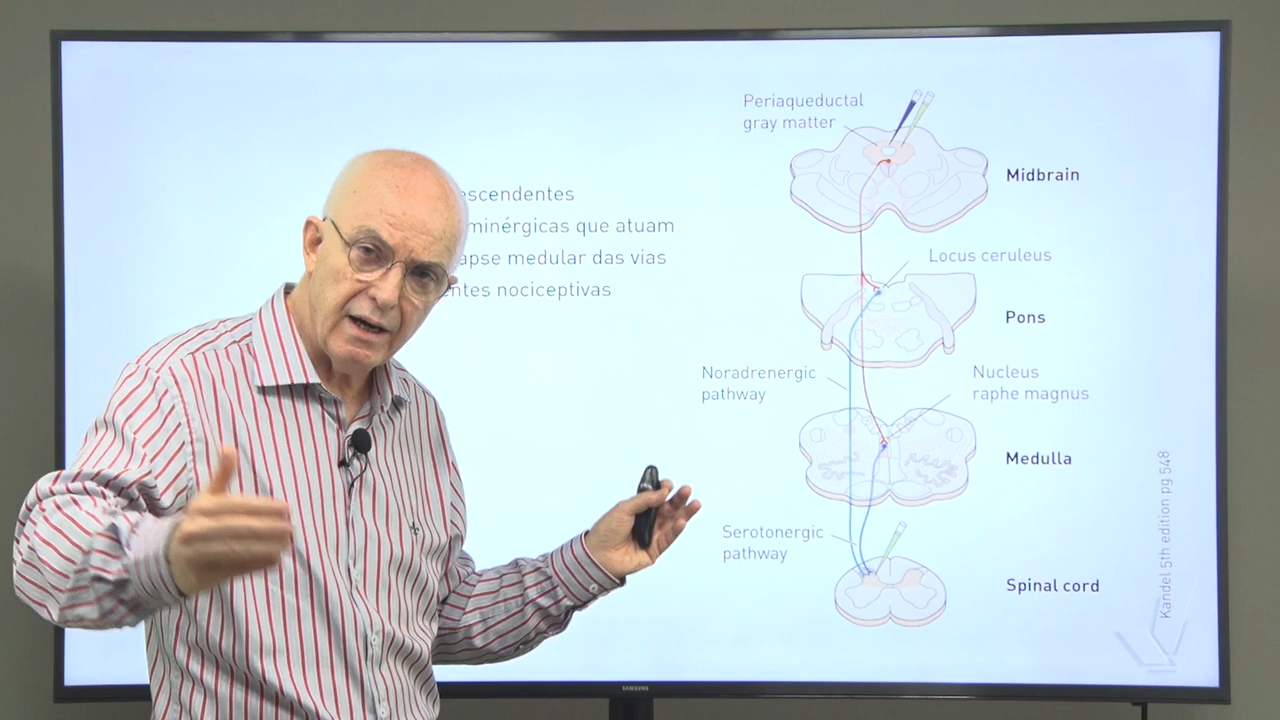 escendentes
minérgicas que atuam
apse medular das vias
entes nociceptivas
Periaqueductal
gray matter
Midbrain
Locus ceruleus
Pons
Noradrenergic
pathway
Nucleus
raphe magnus
Medulla
Serotonergic
pathway
Spinal cord
Kandel 5th edition pg 548
SAMSUNG